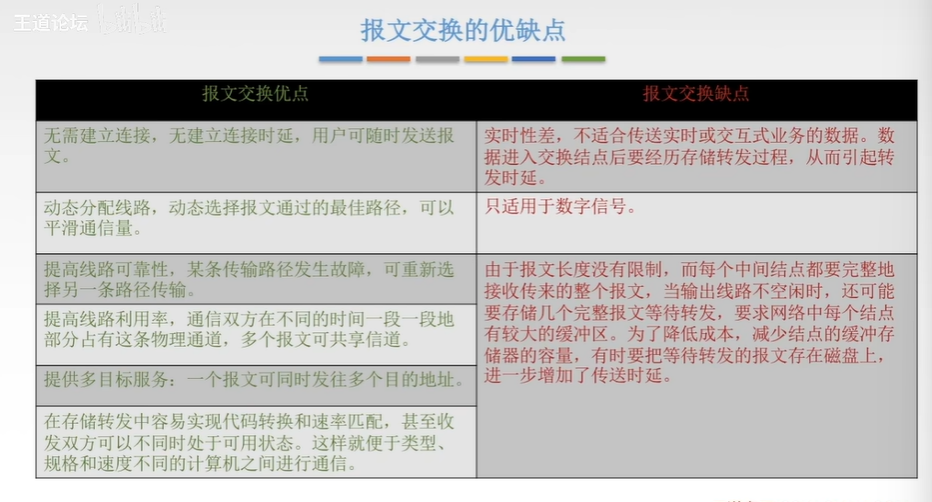 王道论坛
报文交换的优缺点
报文交换优点
报文交换缺点
无需建立连接，无建立连接时延，用户可随时发送报
文。
实时性差，不适合传送实时或交互式业务的数据。数
据进入交换结点后要经历存储转发过程，从而引起转
发时延。
动态分配线路，动态选择报文通过的最佳路径，可以
平滑通信量。
只适用于数字信号。
提高线路可靠性，某条传输路径发生故障，可重新选
择另一条路径传输。
提高线路利用率，通信双方在不同的时间一段一段地
部分占有这条物理通道，多个报文可共享信道。
提供多目标服务：一个报文可同时发往多个目的地址。
在存储转发中容易实现代码转换和速率匹配，甚至收
发双方可以不同时处于可用状态。这样就便于类型、
规格和速度不同的计算机之间进行通信。
由于报文长度没有限制，而每个中间结点都要完整地
接收传来的整个报文，当输出线路不空闲时，还可能
要存储几个完整报文等待转发，要求网络中每个结点
有较大的缓冲区。为了降低成本，减少结点的缓冲存
储器的容量，有时要把等待转发的报文存在磁盘上，
进一步增加了传送时延。